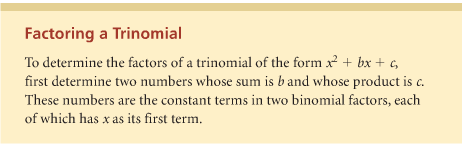 Factoring a Trinomial
To determine the factors of a trinomial of the form x² + bx + c,
first determine two numbers whose sum is b and whose product is c.
These numbers are the constant terms in two binomial factors, each
of which has x as its first term.